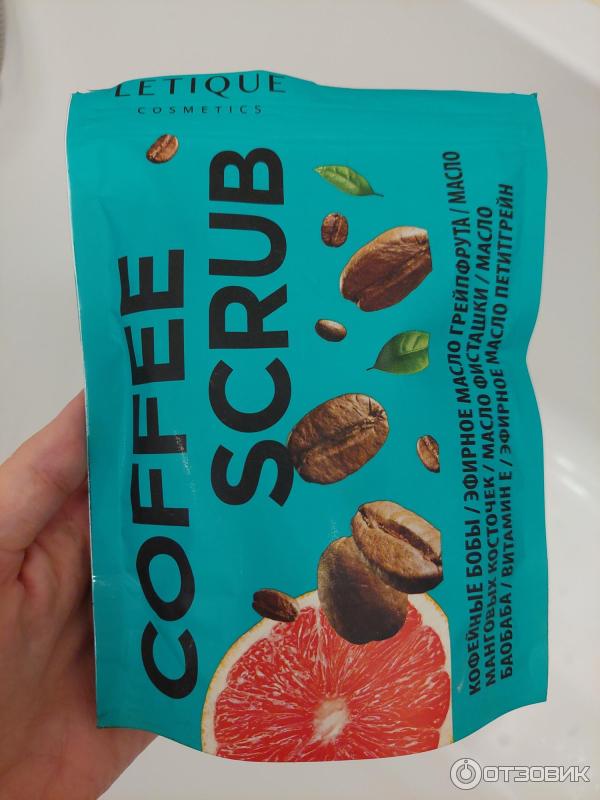 LETIQUE
COSMETICS
COFFEE
SCRUB
КОФЕЙНЫЕ БОБЫ / ЭФИРНОЕ МАСЛО ГРЕЙПФРУТА / МАСЛО
МАНГОВЫХ КОСТОЧЕК / МАСЛО ФИСТАШКИ / МАСЛО
БАОБАБА / ВИТАМИН Е / ЭФИРНОЕ МАСЛО ПЕТИТГРЕЙН
ОТЗОВИК